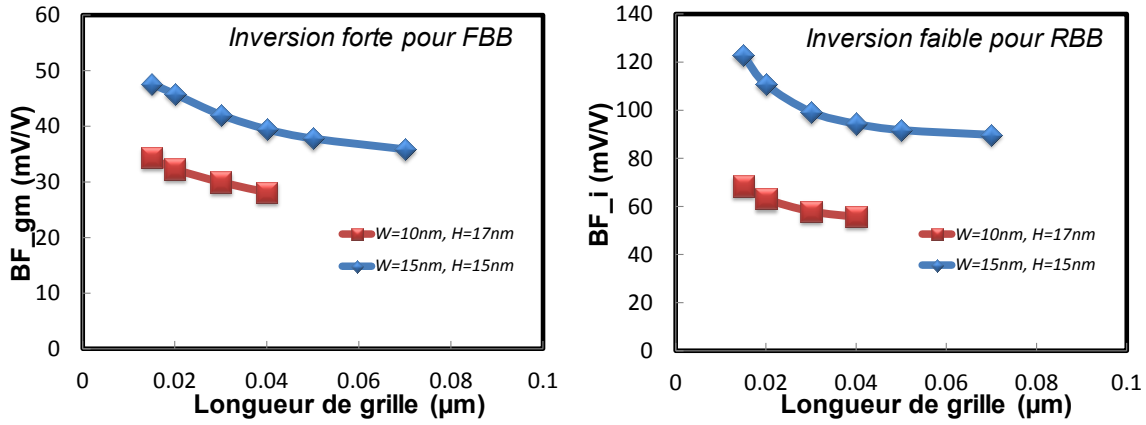 Inversion forte pour FBB
BF_gm (mV/V)
60
50
40
30
20
10
0
W=10nm, H=17nm
W=15nm, H=15nm
0 0.02 0.04 0.06 0.08 0.1
Longueur de grille (µm)
Inversion faible pour RBB
BF_i (mV/V)
140
120
100
80
60
40
20
0
W=10nm, H=17nm
W=15nm, H=15nm
0 0.02 0.04 0.06 0.08 0.1
Longueur de grille (µm)